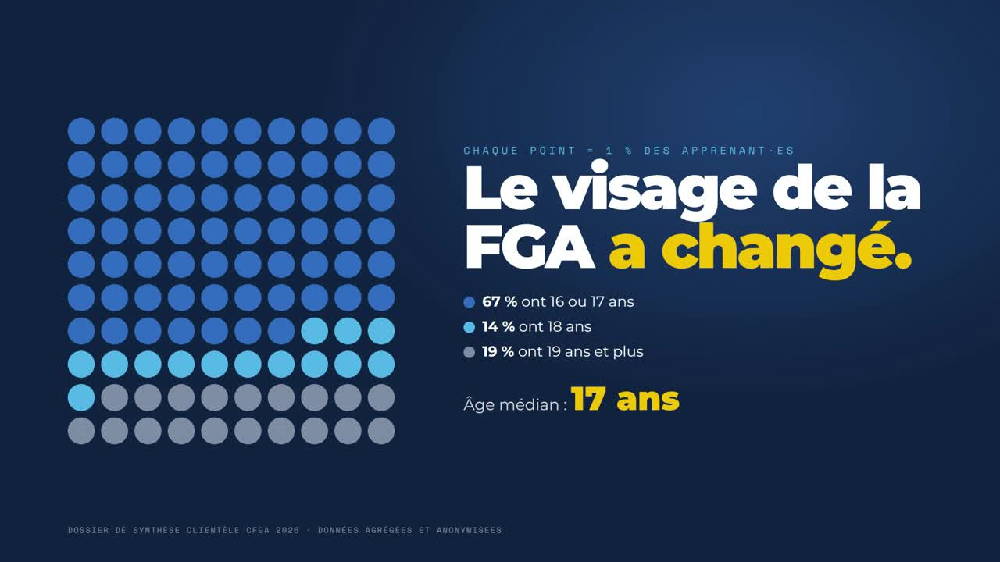 CHAQUE POINT = 1 % DES APPRENANT·ES
Le visage de la
FGA a changé.
67 % ont 16 ou 17 ans
14 % ont 18 ans
19 % ont 19 ans et plus
Âge médian : 17 ans
DOSSIER DE SYNTHÈSE CLIENTÈLE CFGA 2026 · DONNÉES AGRÉGÉES ET ANONYMISÉES